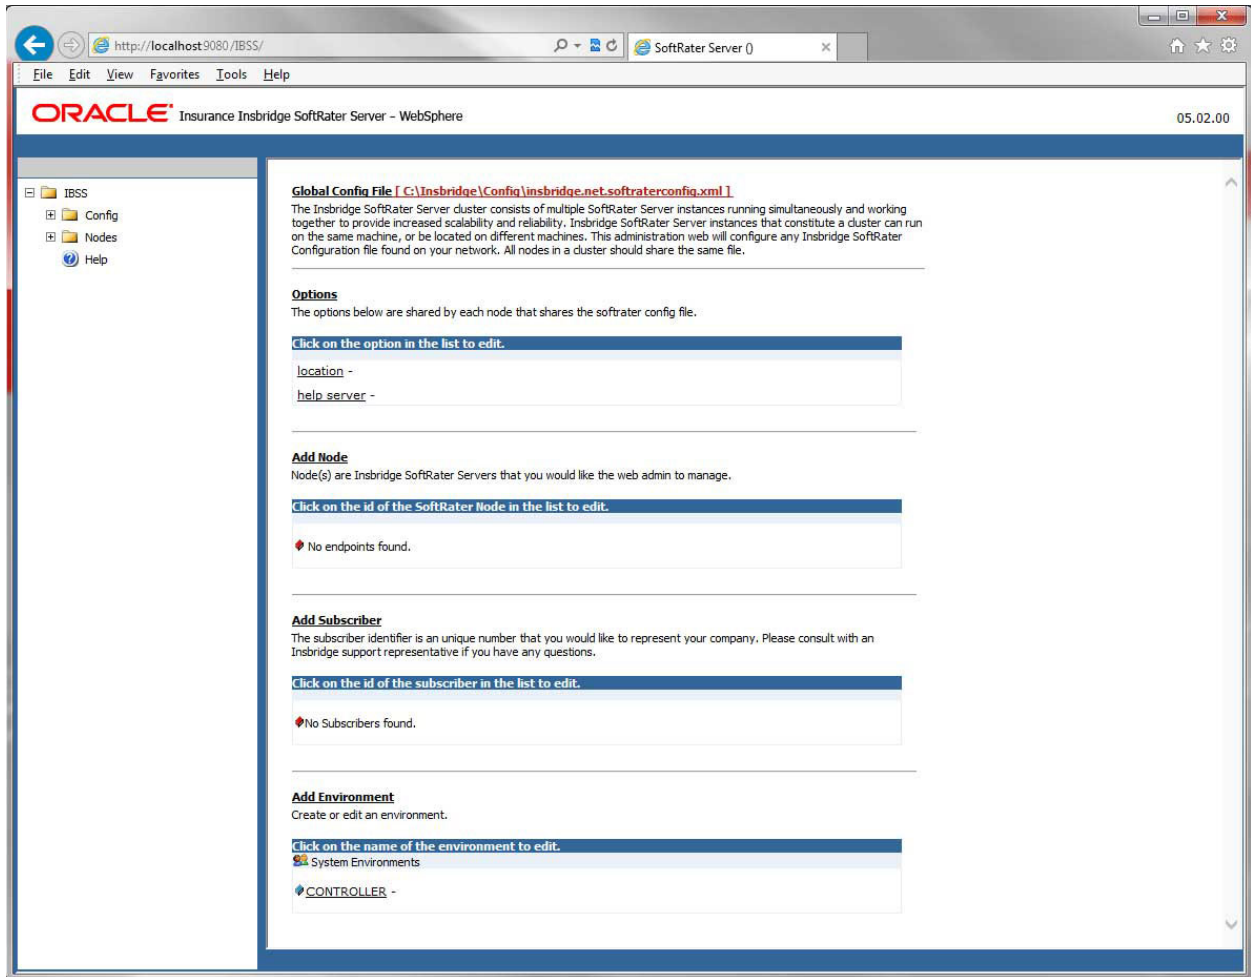 http://localhost:9080/IBSS/
SoftRater Server ()
File Edit View Favorites Tools Help
ORACLE Insurance Insbridge SoftRater Server – WebSphere
05.02.00
IBSS
Config
Nodes
Help
Global Config File [ C:\Insbridge\Config\insbridge.net.softraterconfig.xml ]
The Insbridge SoftRater Server cluster consists of multiple SoftRater Server instances running simultaneously and working
together to provide increased scalability and reliability. Insbridge SoftRater Server instances that constitute a cluster can run
on the same machine, or be located on different machines. This administration web will configure any Insbridge SoftRater
Configuration file found on your network. All nodes in a cluster should share the same file.
Options
The options below are shared by each node that shares the softrater config file.
Click on the option in the list to edit.
location -
help server -
Add Node
Node(s) are Insbridge SoftRater Servers that you would like the web admin to manage.
Click on the id of the SoftRater Node in the list to edit.
No endpoints found.
Add Subscriber
The subscriber identifier is an unique number that you would like to represent your company. Please consult with an
Insbridge support representative if you have any questions.
Click on the id of the subscriber in the list to edit.
No Subscribers found.
Add Environment
Create or edit an environment.
Click on the name of the environment to edit.
System Environments
CONTROLLER -